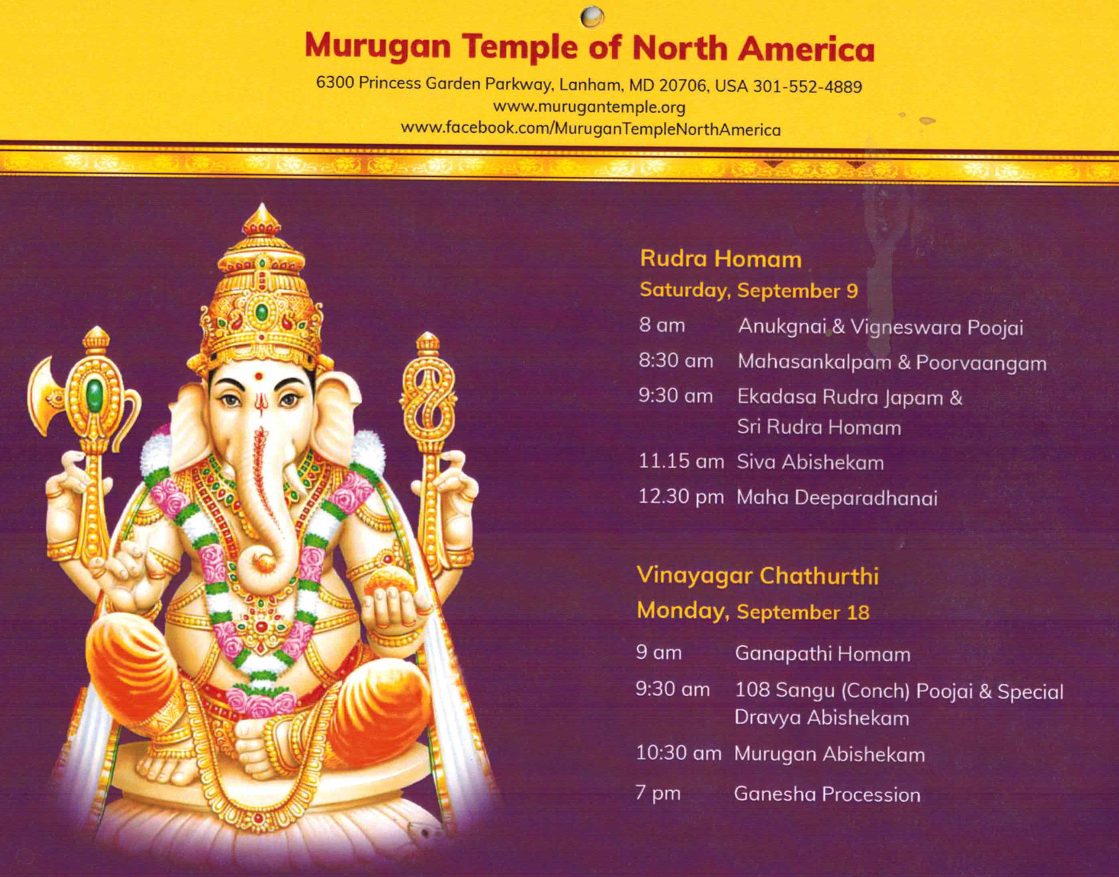 Murugan Temple of North America
6300 Princess Garden Parkway, Lanham, MD 20706, USA 301-552-4889
www.murugantemple.org
www.facebook.com/MuruganTempleNorthAmerica
Rudra Homam
Saturday, September 9
8 am Anukgnai & Vigneswara Poojai
8:30 am Mahasankalpam & Poorvaangam
9:30 am Ekadasa Rudra Japam &
Sri Rudra Homam
11.15 am Siva Abishekam
12.30 pm Maha Deeparadhanai
Vinayagar Chathurthi
Monday, September 18
9 am Ganapathi Homam
9:30 am 108 Sangu (Conch) Poojai & Special
Dravya Abishekam
10:30 am Murugan Abishekam
7 pm Ganesha Procession